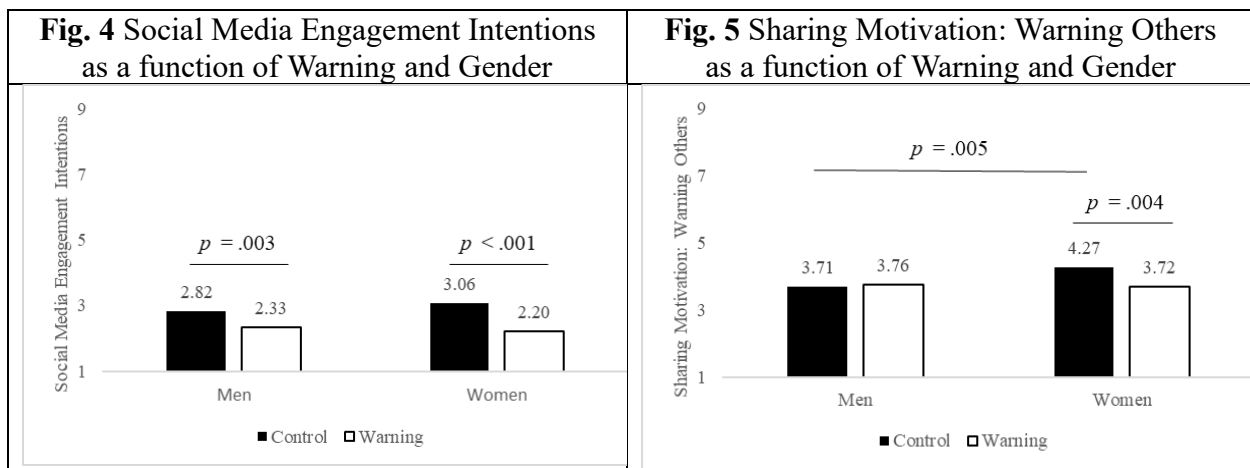 Fig. 4 Social Media Engagement Intentions
as a function of Warning and Gender
Social Media Engagement Intentions
9
7
5
3
1
p = .003
p < .001
2.82
2.33
3.06
2.20
Men
Women
Control
Warning
Fig. 5 Sharing Motivation: Warning Others
as a function of Warning and Gender
Sharing Motivation: Warning Others
9
7
5
3
1
p = .005
p = .004
3.71
3.76
4.27
3.72
Men
Women
Control
Warning